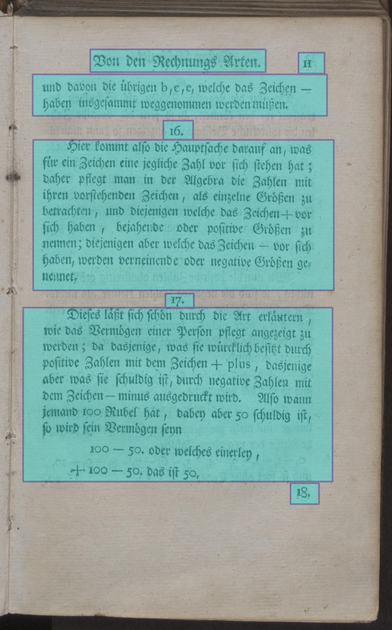 Von den Rechnungs Arten. 11
und davon die übrigen b, c, e, welche das Zeichen —
haben insgesammt weggenommen werden müßen.
16.
Hier kommt also die Hauptsache darauf an, was
für ein Zeichen eine jegliche Zahl vor sich stehen hat;
daher pflegt man in der Algebra die Zahlen mit
ihren vorstehenden Zeichen, als einzelne Größen zu
betrachten, und diejenigen welche das Zeichen + vor
sich haben, bejahende oder positive Größen zu
nennen; diejenigen aber welche das Zeichen — vor sich
haben, werden verneinende oder negative Größen ge-
nennet.
17.
Dieses läßt sich schön durch die Art erläutern,
wie das Vermögen einer Person pflegt angezeigt zu
werden; da dasjenige, was sie würcklich besitzt durch
positive Zahlen mit dem Zeichen + plus, dasjenige
aber was sie schuldig ist, durch negative Zahlen mit
dem Zeichen — minus ausgedruckt wird. Also wann
jemand 100 Rubel hat, dabey aber 50 schuldig ist,
so wird sein Vermögen seyn
100 — 50. oder welches einerley,
+ 100 — 50. das ist 50.
18.